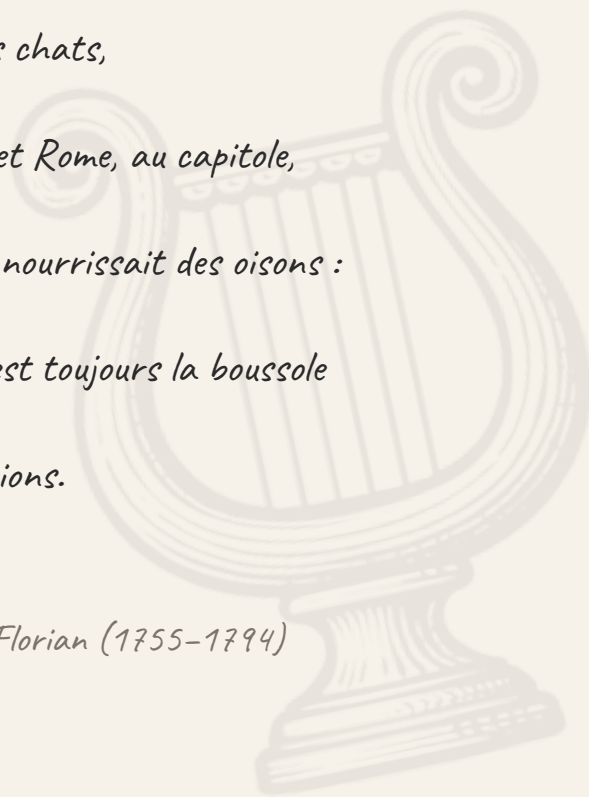 chats,
et Rome, au capitole,
nourrissait des oisons :
est toujours la boussole
ions.
Florian (1755–1794)